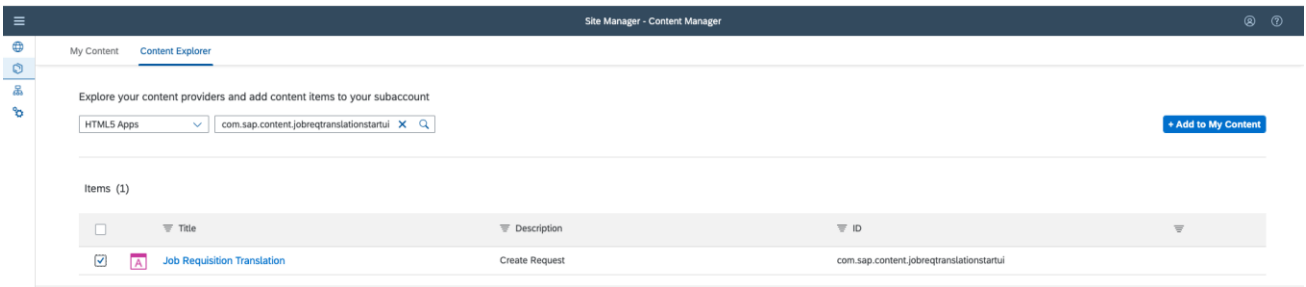 Site Manager - Content Manager
My Content Content Explorer
Explore your content providers and add content items to your subaccount
HTML5 Apps com.sap.content.jobreqtranslationstartui + Add to My Content
Items (1)
Title Description ID
A Job Requisition Translation Create Request com.sap.content.jobreqtranslationstartui